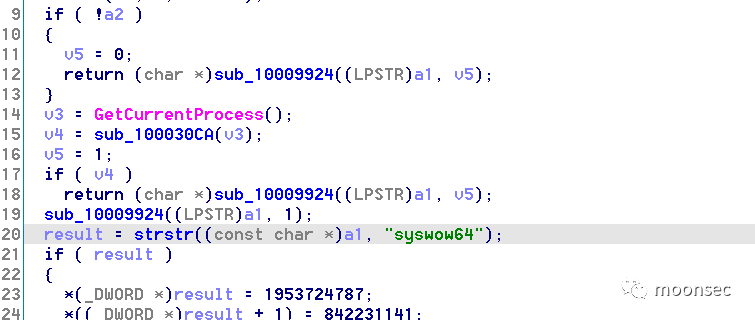 9 if ( !a2 )
10 {
11 v5 = 0;
12 return (char *)sub_10009924((LPSTR)a1, v5);
13 }
14 v3 = GetCurrentProcess();
15 v4 = sub_100030CA(v3);
16 v5 = 1;
17 if ( v4 )
18 return (char *)sub_10009924((LPSTR)a1, v5);
19 sub_10009924((LPSTR)a1, 1);
20 result = strstr((const char *)a1, "syswow64");
21 if ( result )
22 {
23 *(_DWORD *)result = 1953724787;
24 *((_DWORD *)result + 1) = 842231141;
moonsec